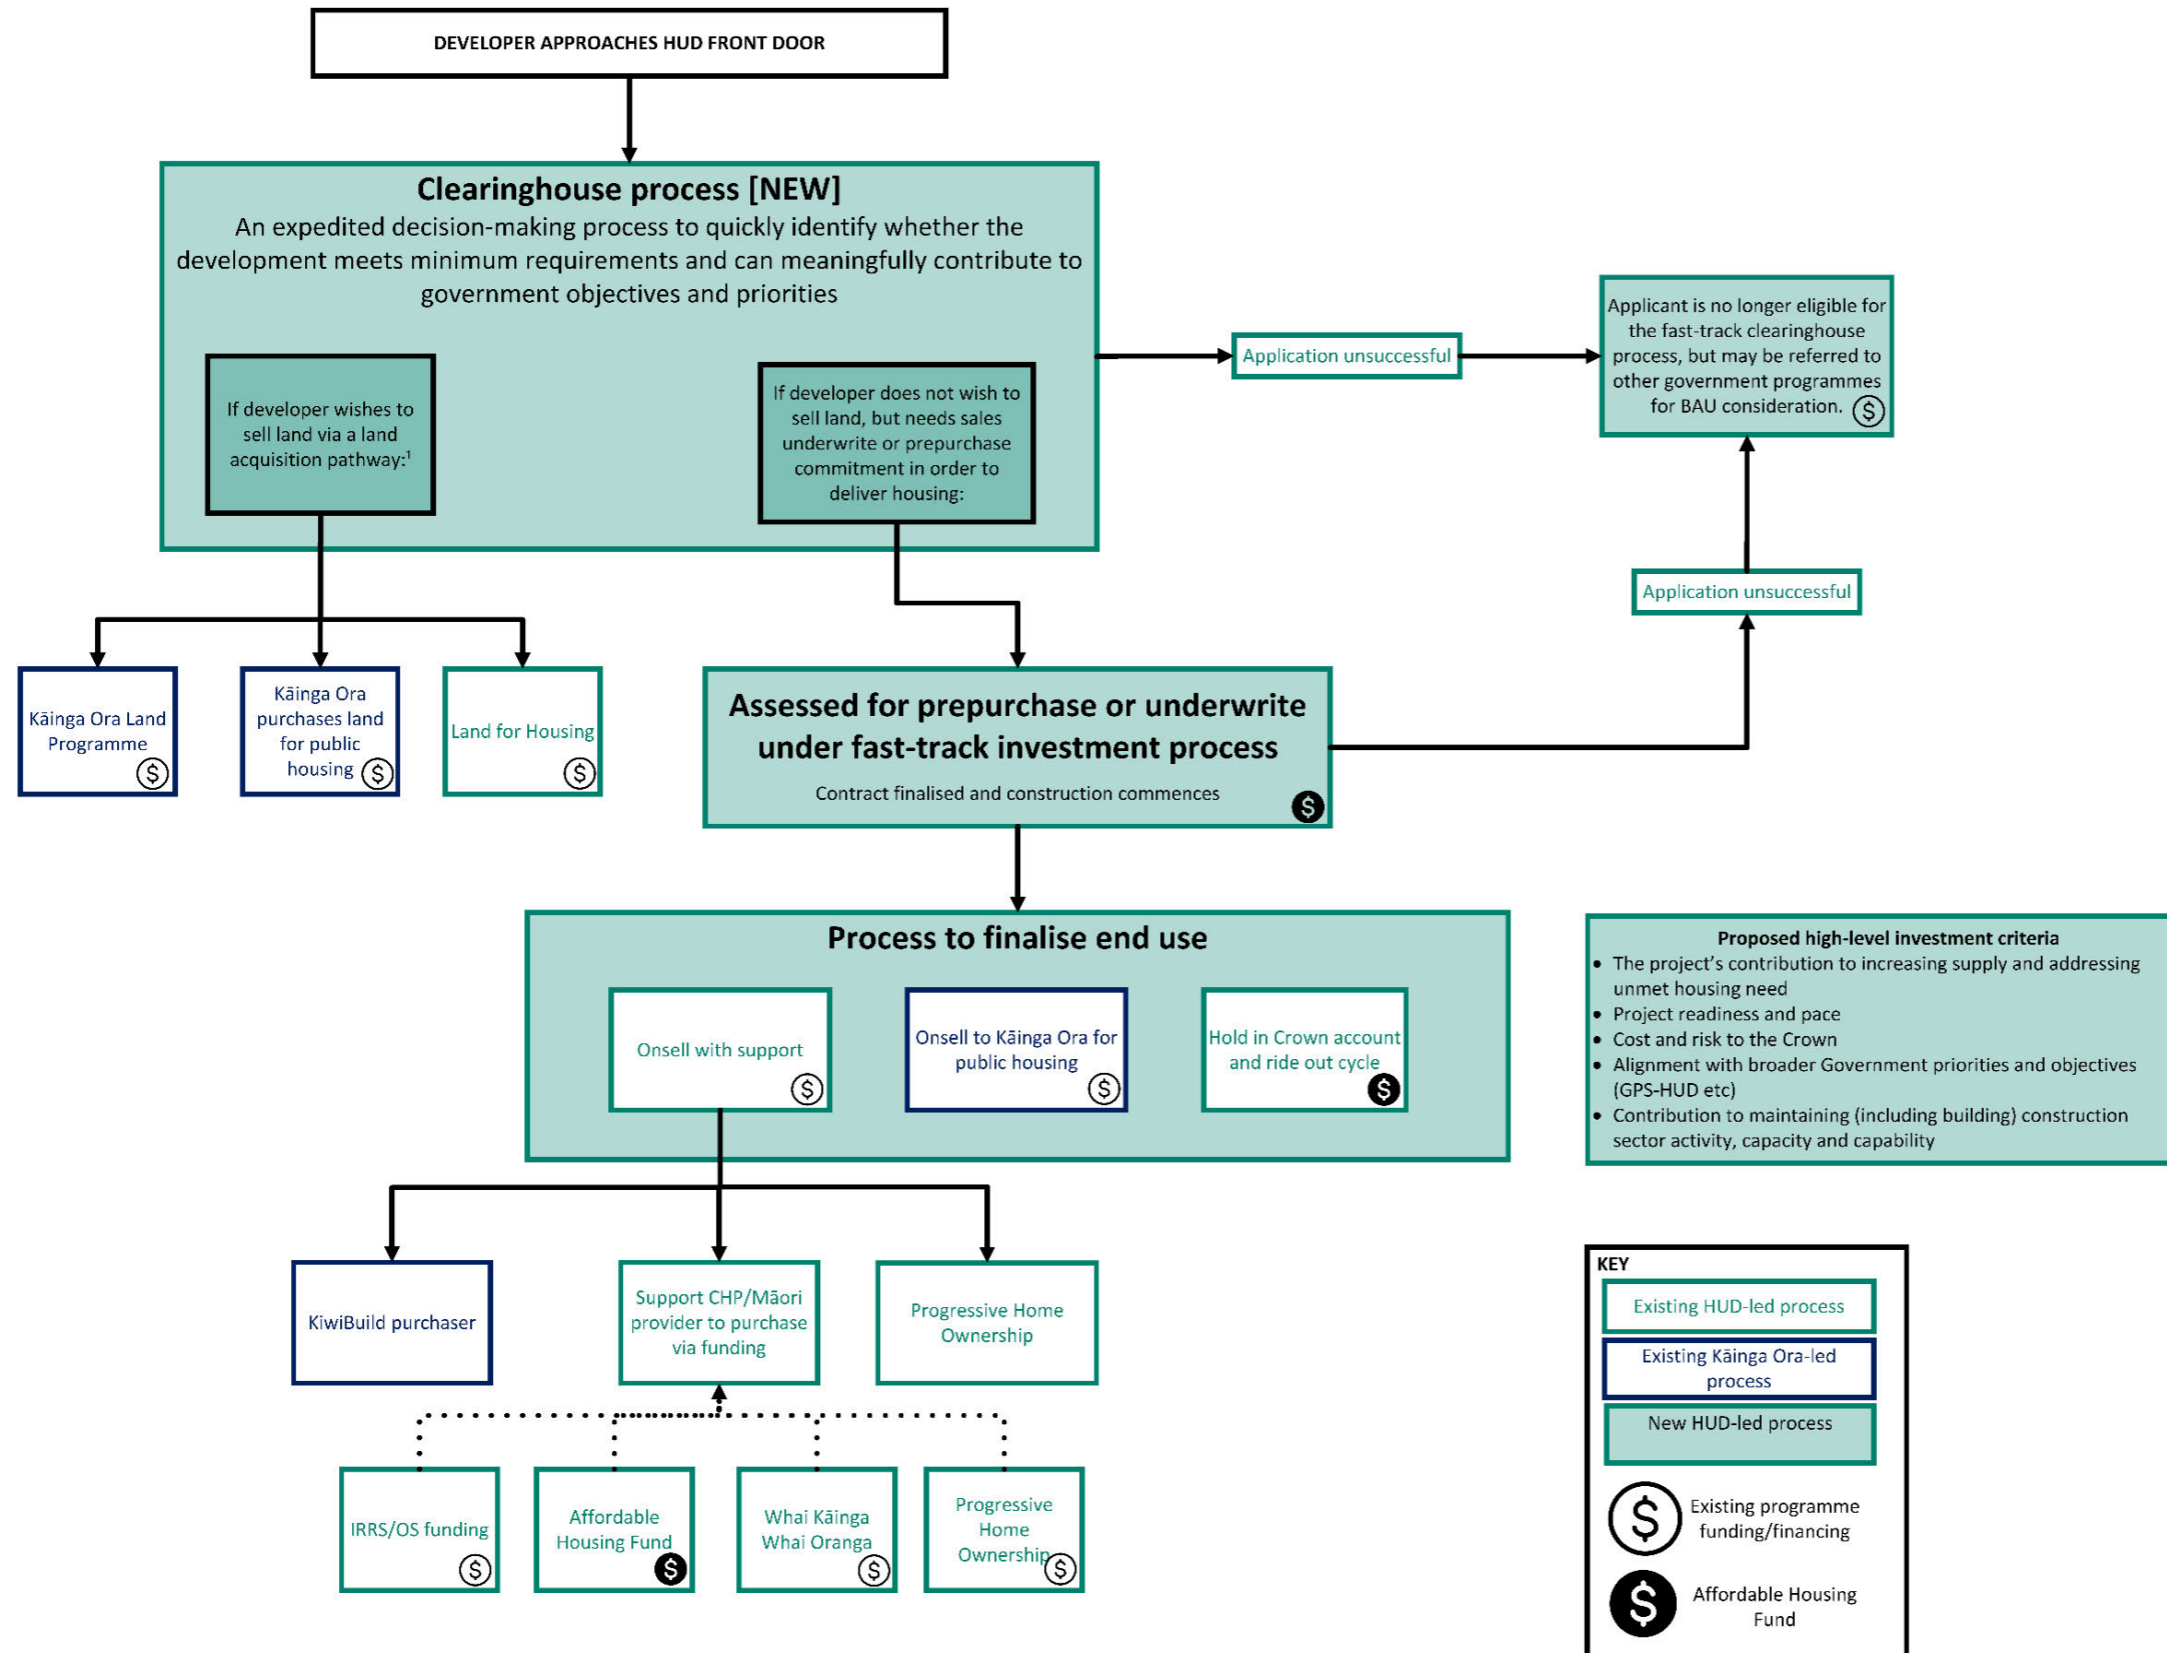 DEVELOPER APPROACHES HUD FRONT DOOR
Clearinghouse process [NEW]
An expedited decision-making process to quickly identify whether the
development meets minimum requirements and can meaningfully contribute to
government objectives and priorities
If developer wishes to
sell land via a land
acquisition pathway:¹
If developer does not wish to
sell land, but needs sales
underwrite or prepurchase
commitment in order to
deliver housing:
Application unsuccessful
Applicant is no longer eligible for
the fast-track clearinghouse
process, but may be referred to
other government programmes
for BAU consideration.
$
Application unsuccessful
Kāinga Ora Land
Programme
$
Kāinga Ora
purchases land
for public
housing
$
Land for Housing
$
Assessed for prepurchase or underwrite
under fast-track investment process
Contract finalised and construction commences
$
Process to finalise end use
Onsell with support
$
Onsell to Kāinga Ora for
public housing
$
Hold in Crown account
and ride out cycle
$
Proposed high-level investment criteria
• The project's contribution to increasing supply and addressing
unmet housing need
• Project readiness and pace
• Cost and risk to the Crown
• Alignment with broader Government priorities and objectives
(GPS-HUD etc)
• Contribution to maintaining (including building) construction
sector activity, capacity and capability
KiwiBuild purchaser
Support CHP/Māori
provider to purchase
via funding
Progressive Home
Ownership
IRRS/OS funding
$
Affordable
Housing Fund
$
Whai Kāinga
Whai Oranga
$
Progressive
Home
Ownership
$
KEY
Existing HUD-led process
Existing Kāinga Ora-led
process
New HUD-led process
$
Existing programme
funding/financing
$
Affordable Housing
Fund